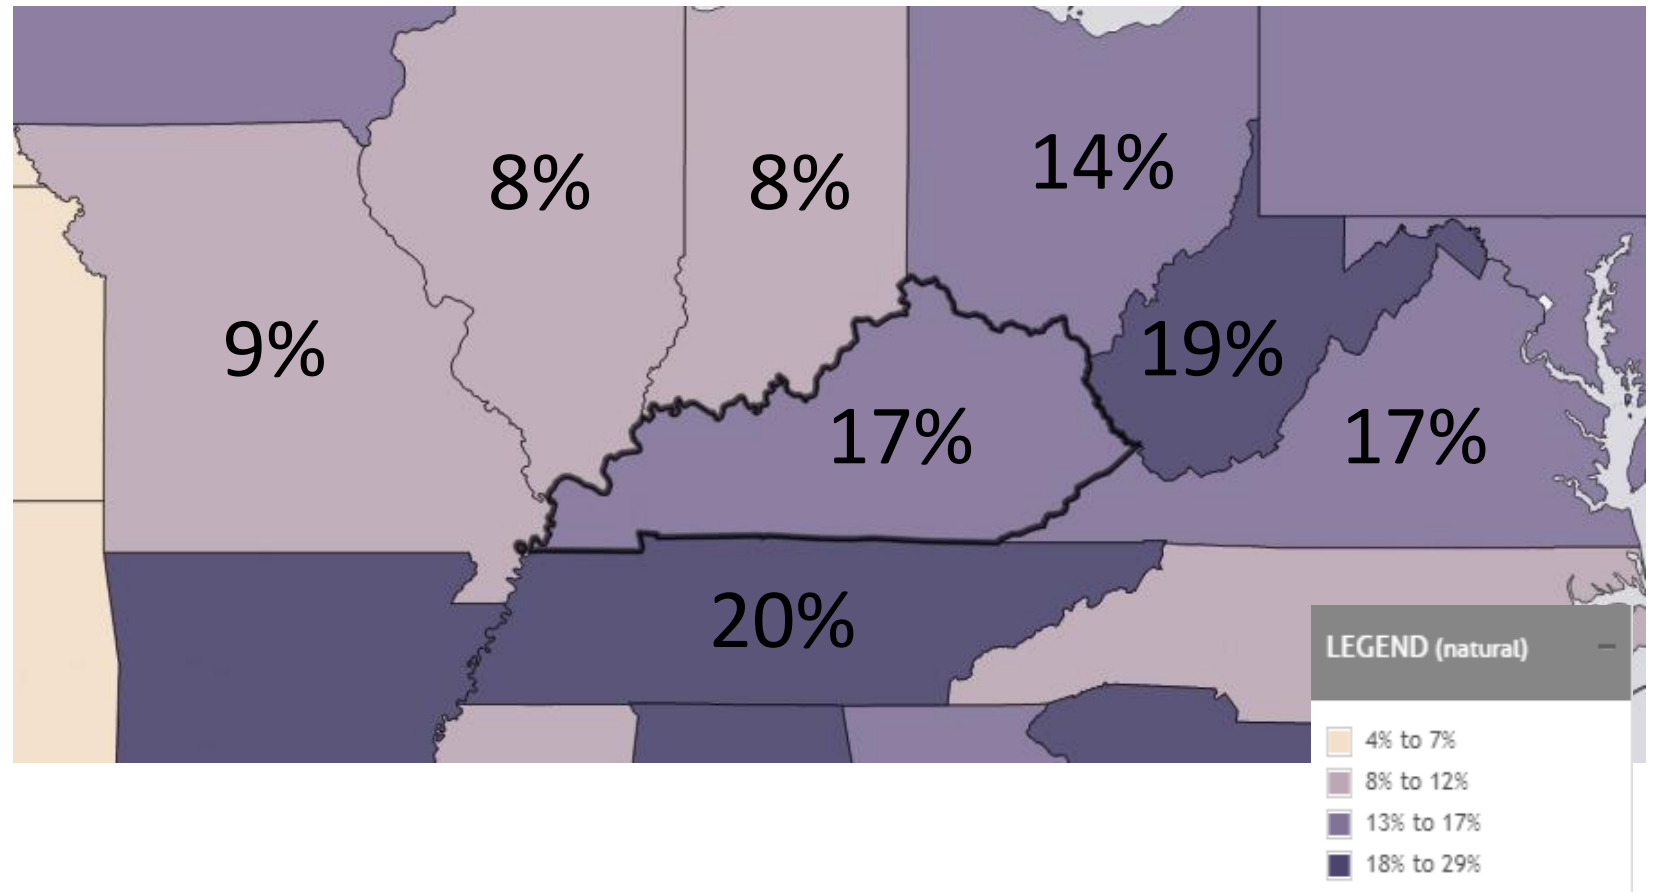 14%
8%
8%
9%
19%
17%
17%
20%
LEGEND (natural)
4% to 7%
8% to 12%
13% to 17%
18% to 29%